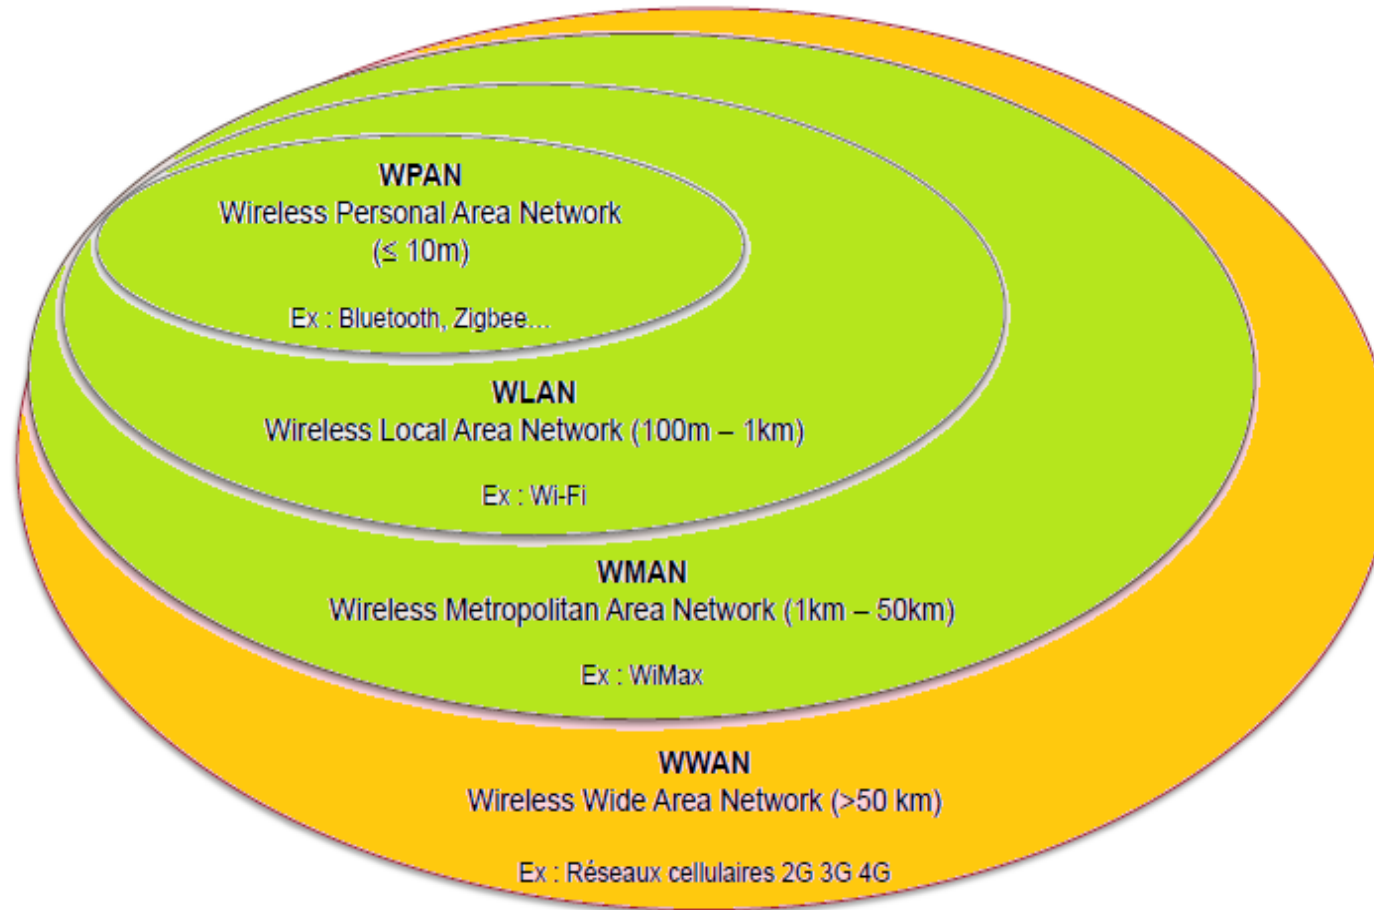 WPAN
Wireless Personal Area Network
(≤ 10m)
Ex : Bluetooth, Zigbee...
WLAN
Wireless Local Area Network (100m – 1km)
Ex : Wi-Fi
WMAN
Wireless Metropolitan Area Network (1km – 50km)
Ex : WiMax
WWAN
Wireless Wide Area Network (>50 km)
Ex : Réseaux cellulaires 2G 3G 4G